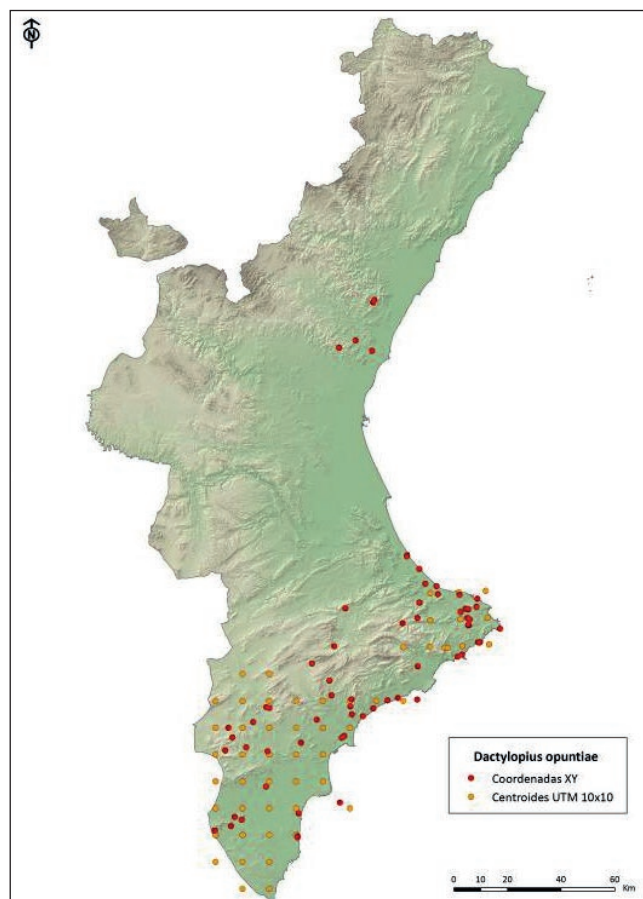 N
Dactylopius opuntiae
Coordenadas XY
Centroides UTM 10x10
0 10 20 40 60
Km